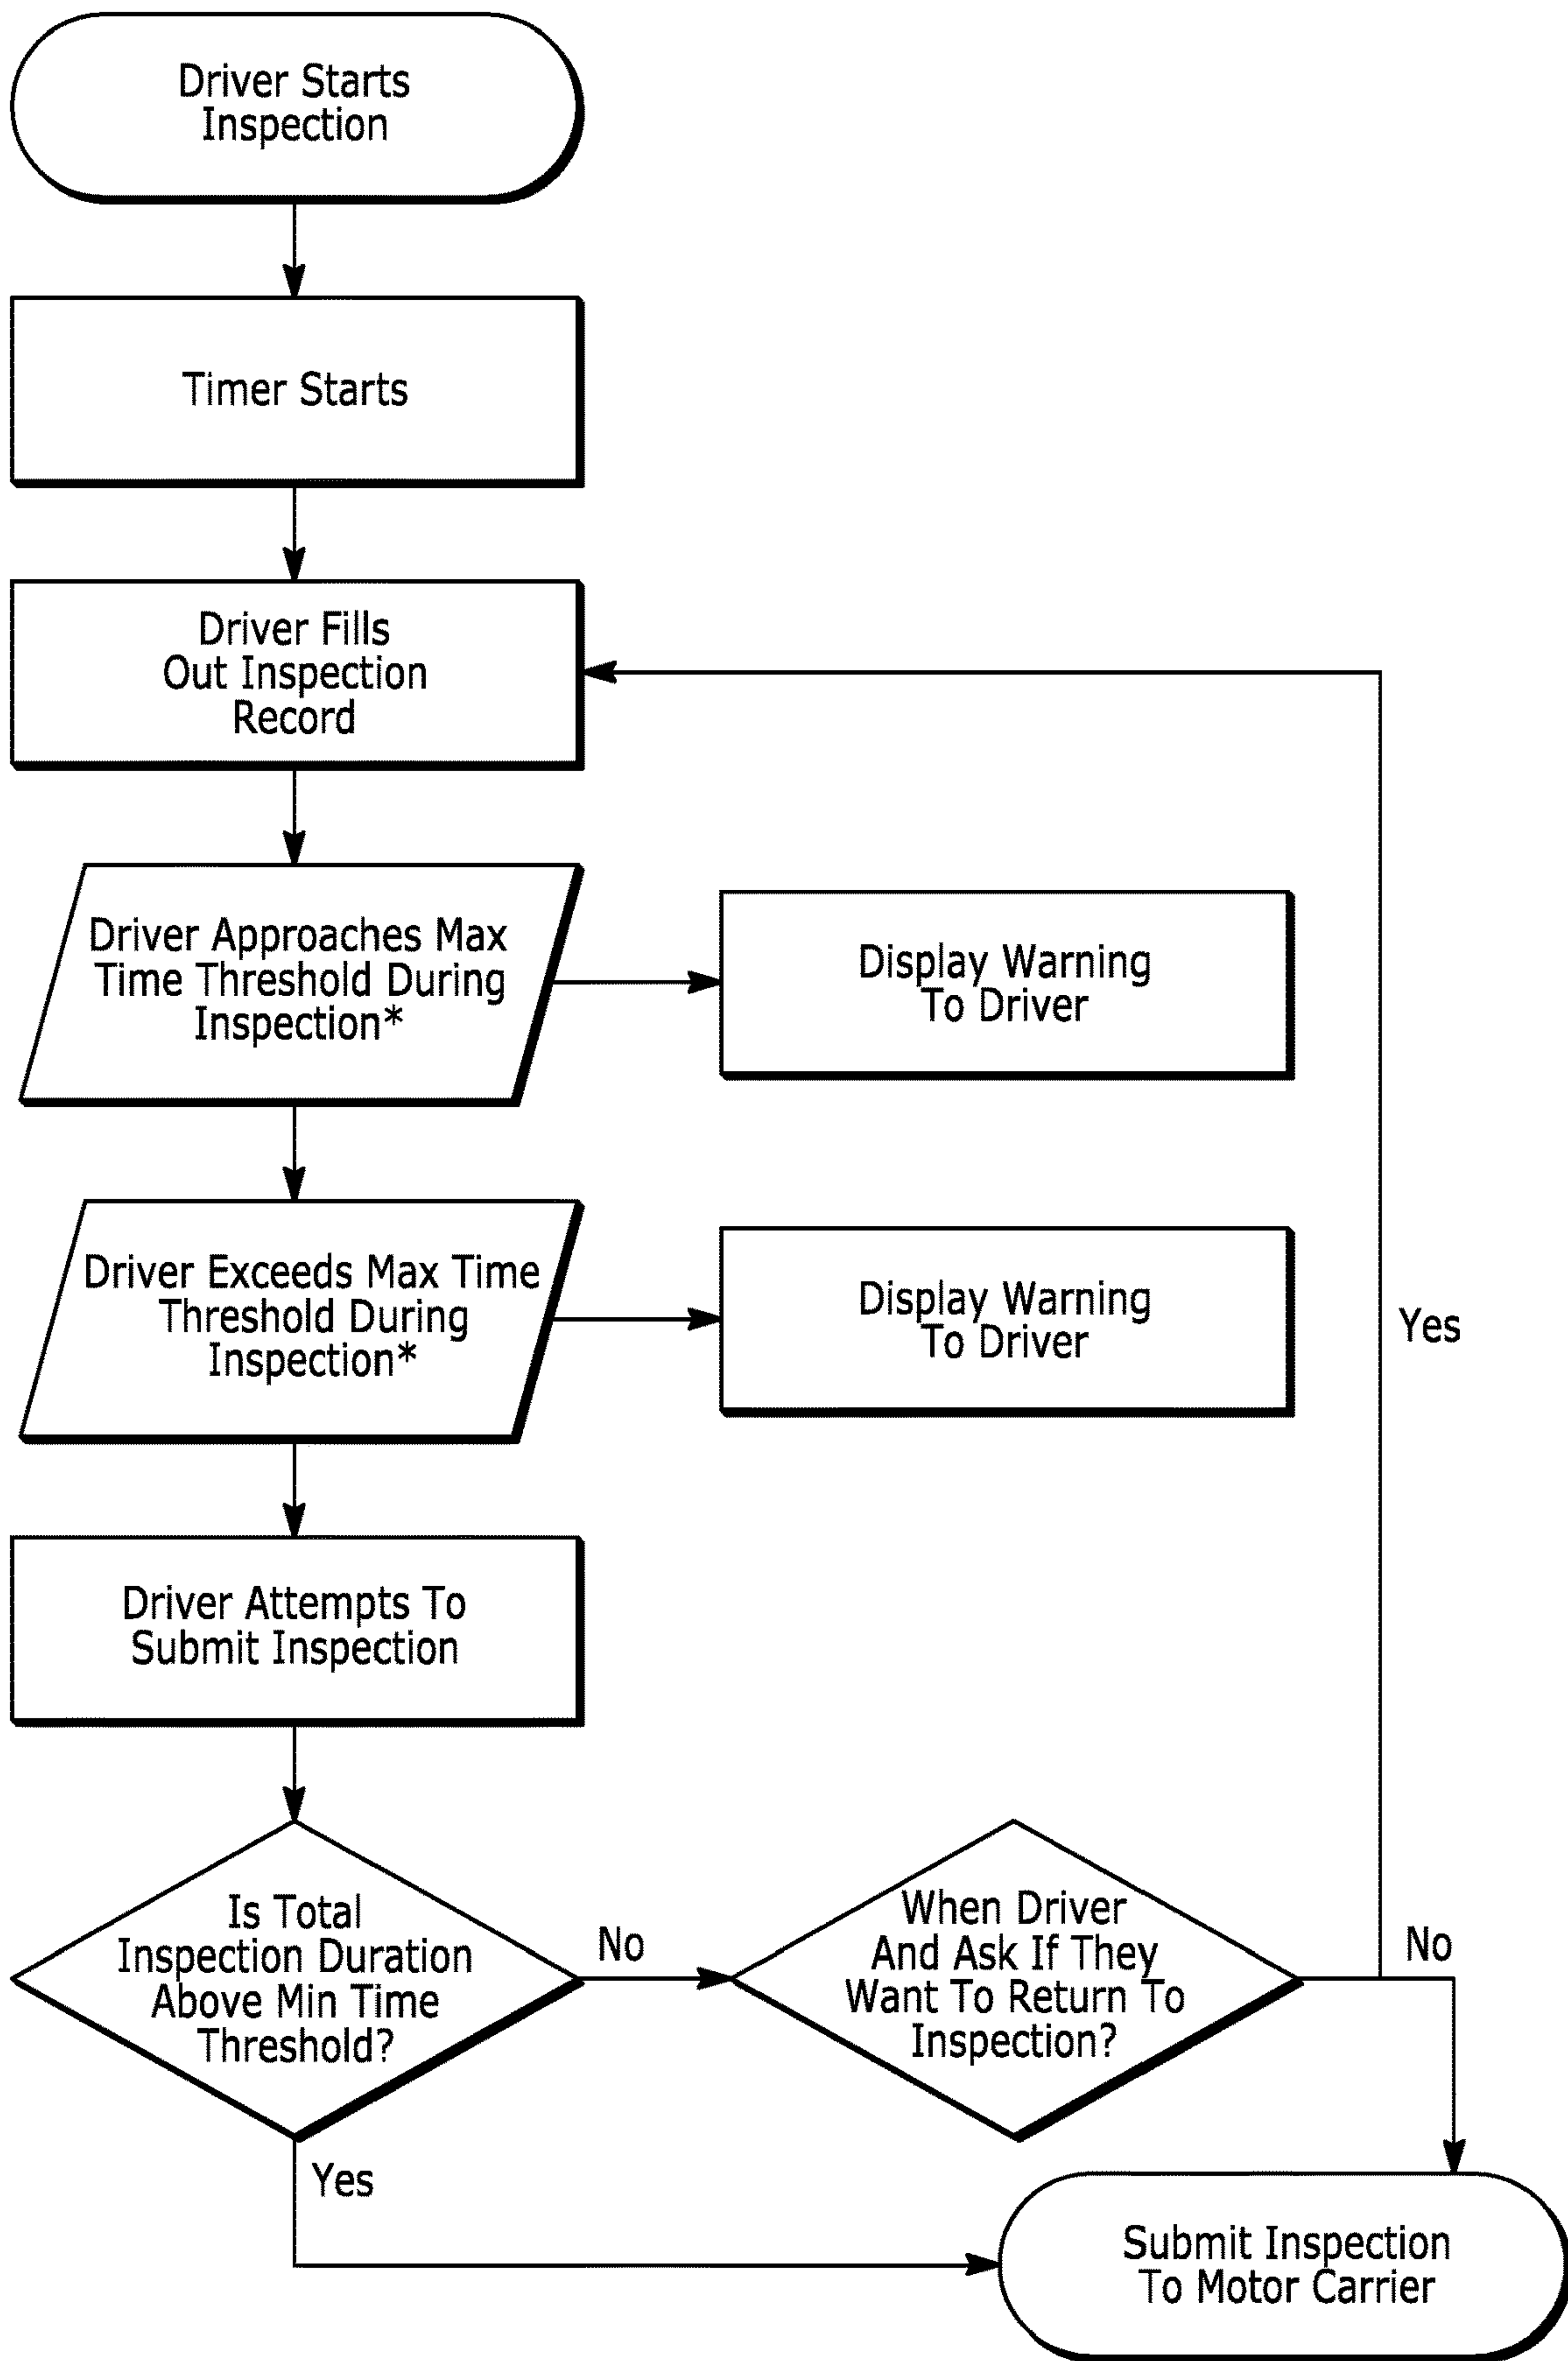 Driver Starts
Inspection
Timer Starts
Driver Fills
Out Inspection
Record
Driver Approaches Max
Time Threshold During
Inspection*
Display Warning
To Driver
Driver Exceeds Max Time
Threshold During
Inspection*
Display Warning
To Driver
Yes
Driver Attempts To
Submit Inspection
Is Total
Inspection Duration
Above Min Time
Threshold?
No
When Driver
And Ask If They
Want To Return To
Inspection?
No
Yes
Submit Inspection
To Motor Carrier